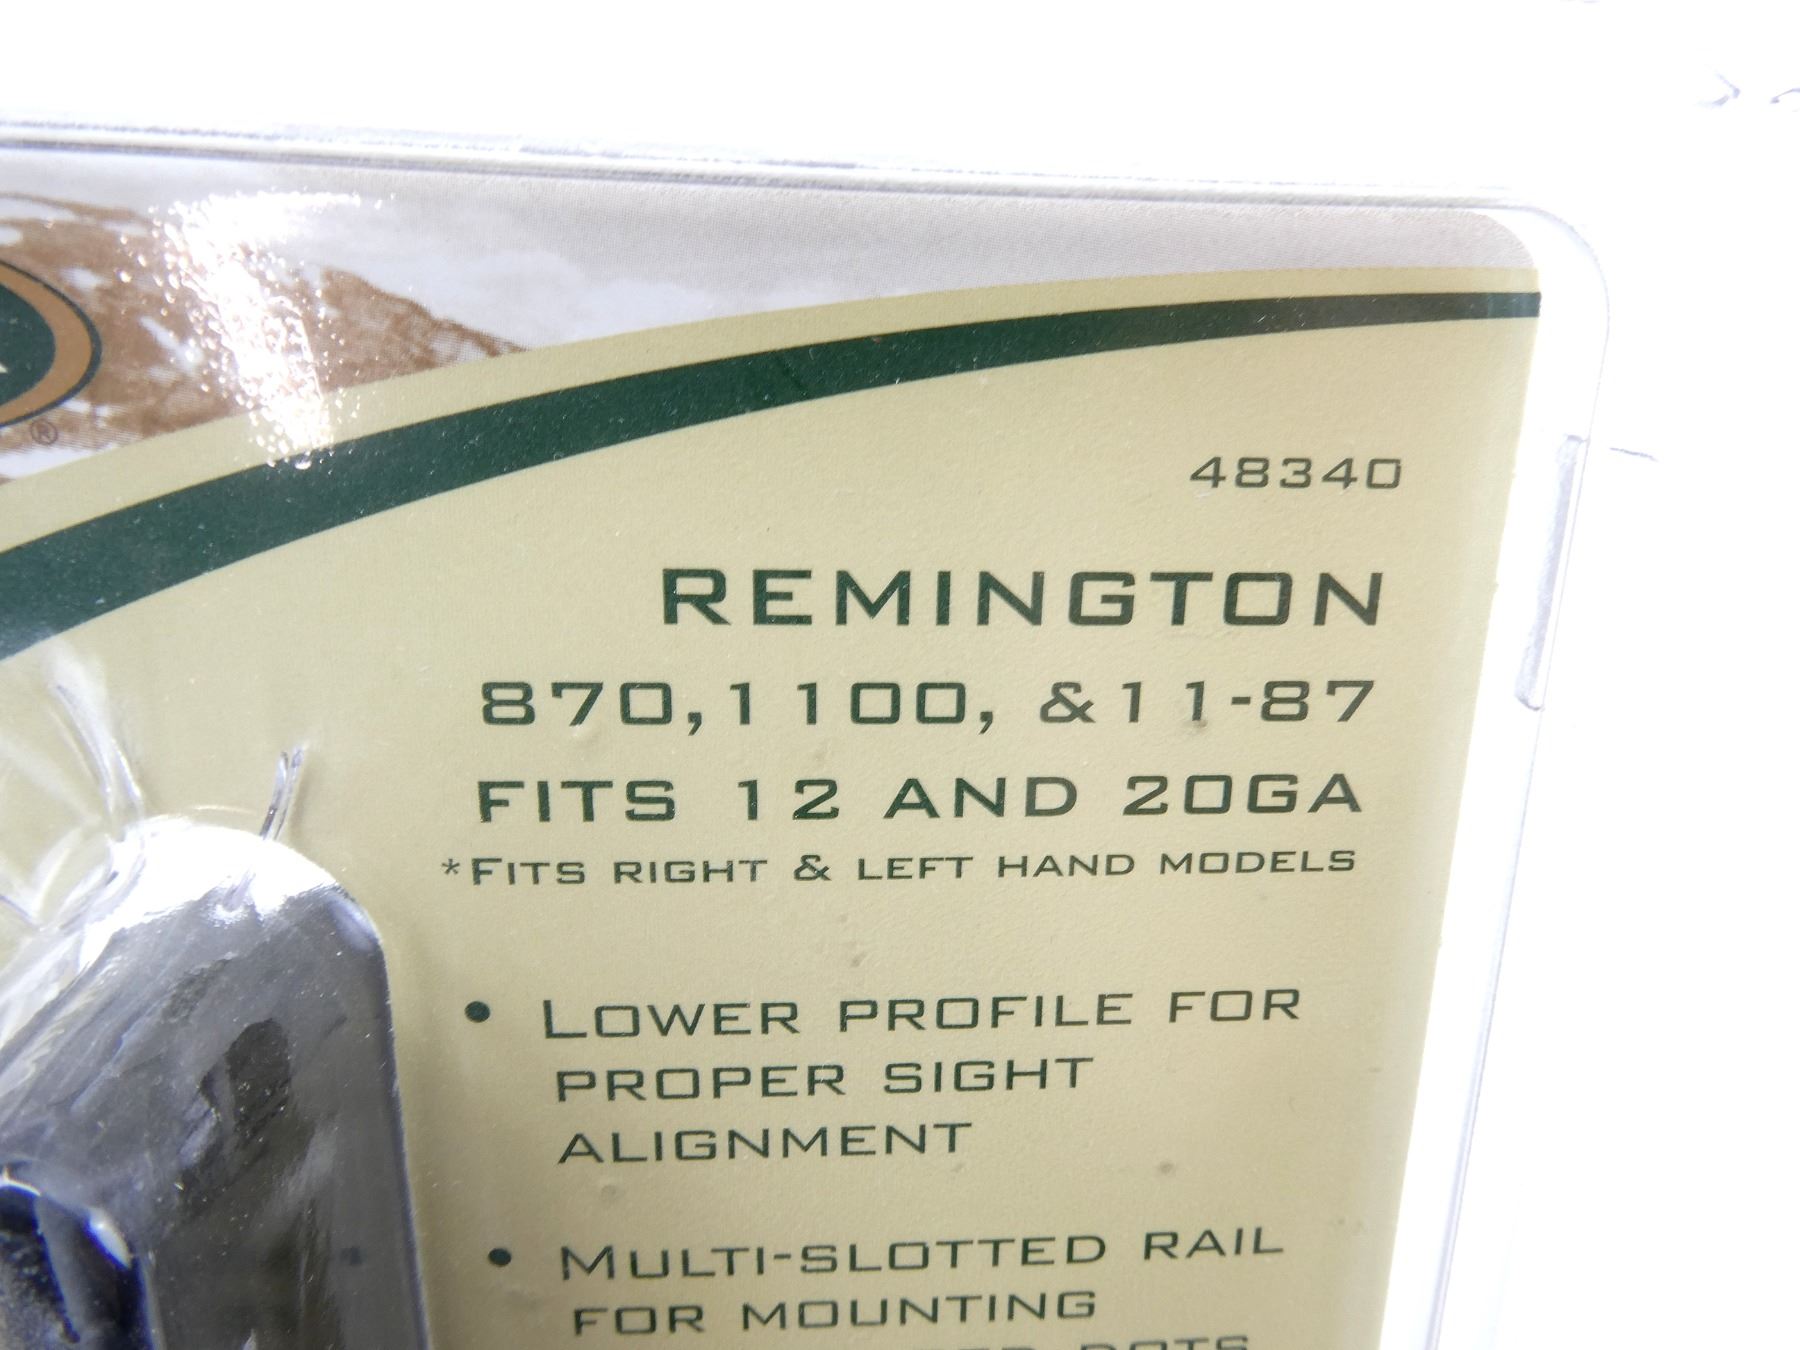 ®
48340
REMINGTON
870,1100, &11-87
FITS 12 AND 20GA
*FITS RIGHT & LEFT HAND MODELS
• LOWER PROFILE FOR
PROPER SIGHT
ALIGNMENT
• MULTI-SLOTTED RAIL
FOR MOUNTING
DOTS